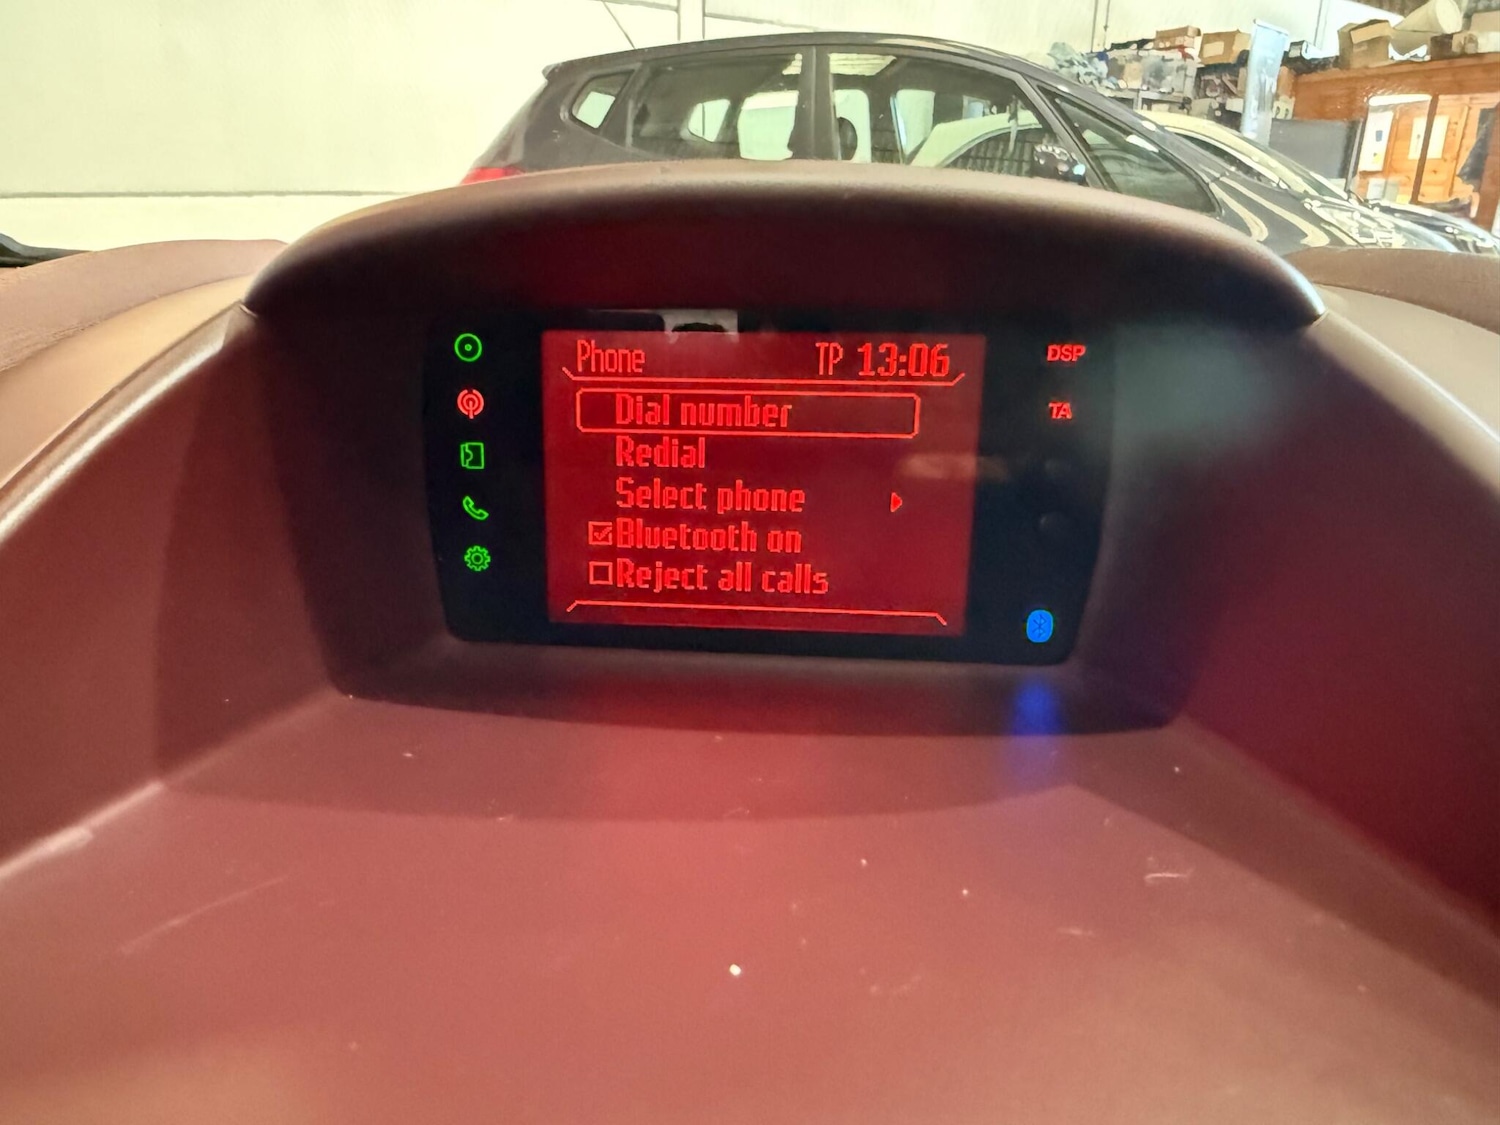 Phone TP 13:06
Dial number
Redial
Select phone
Bluetooth on
Reject all calls
DSP
TA